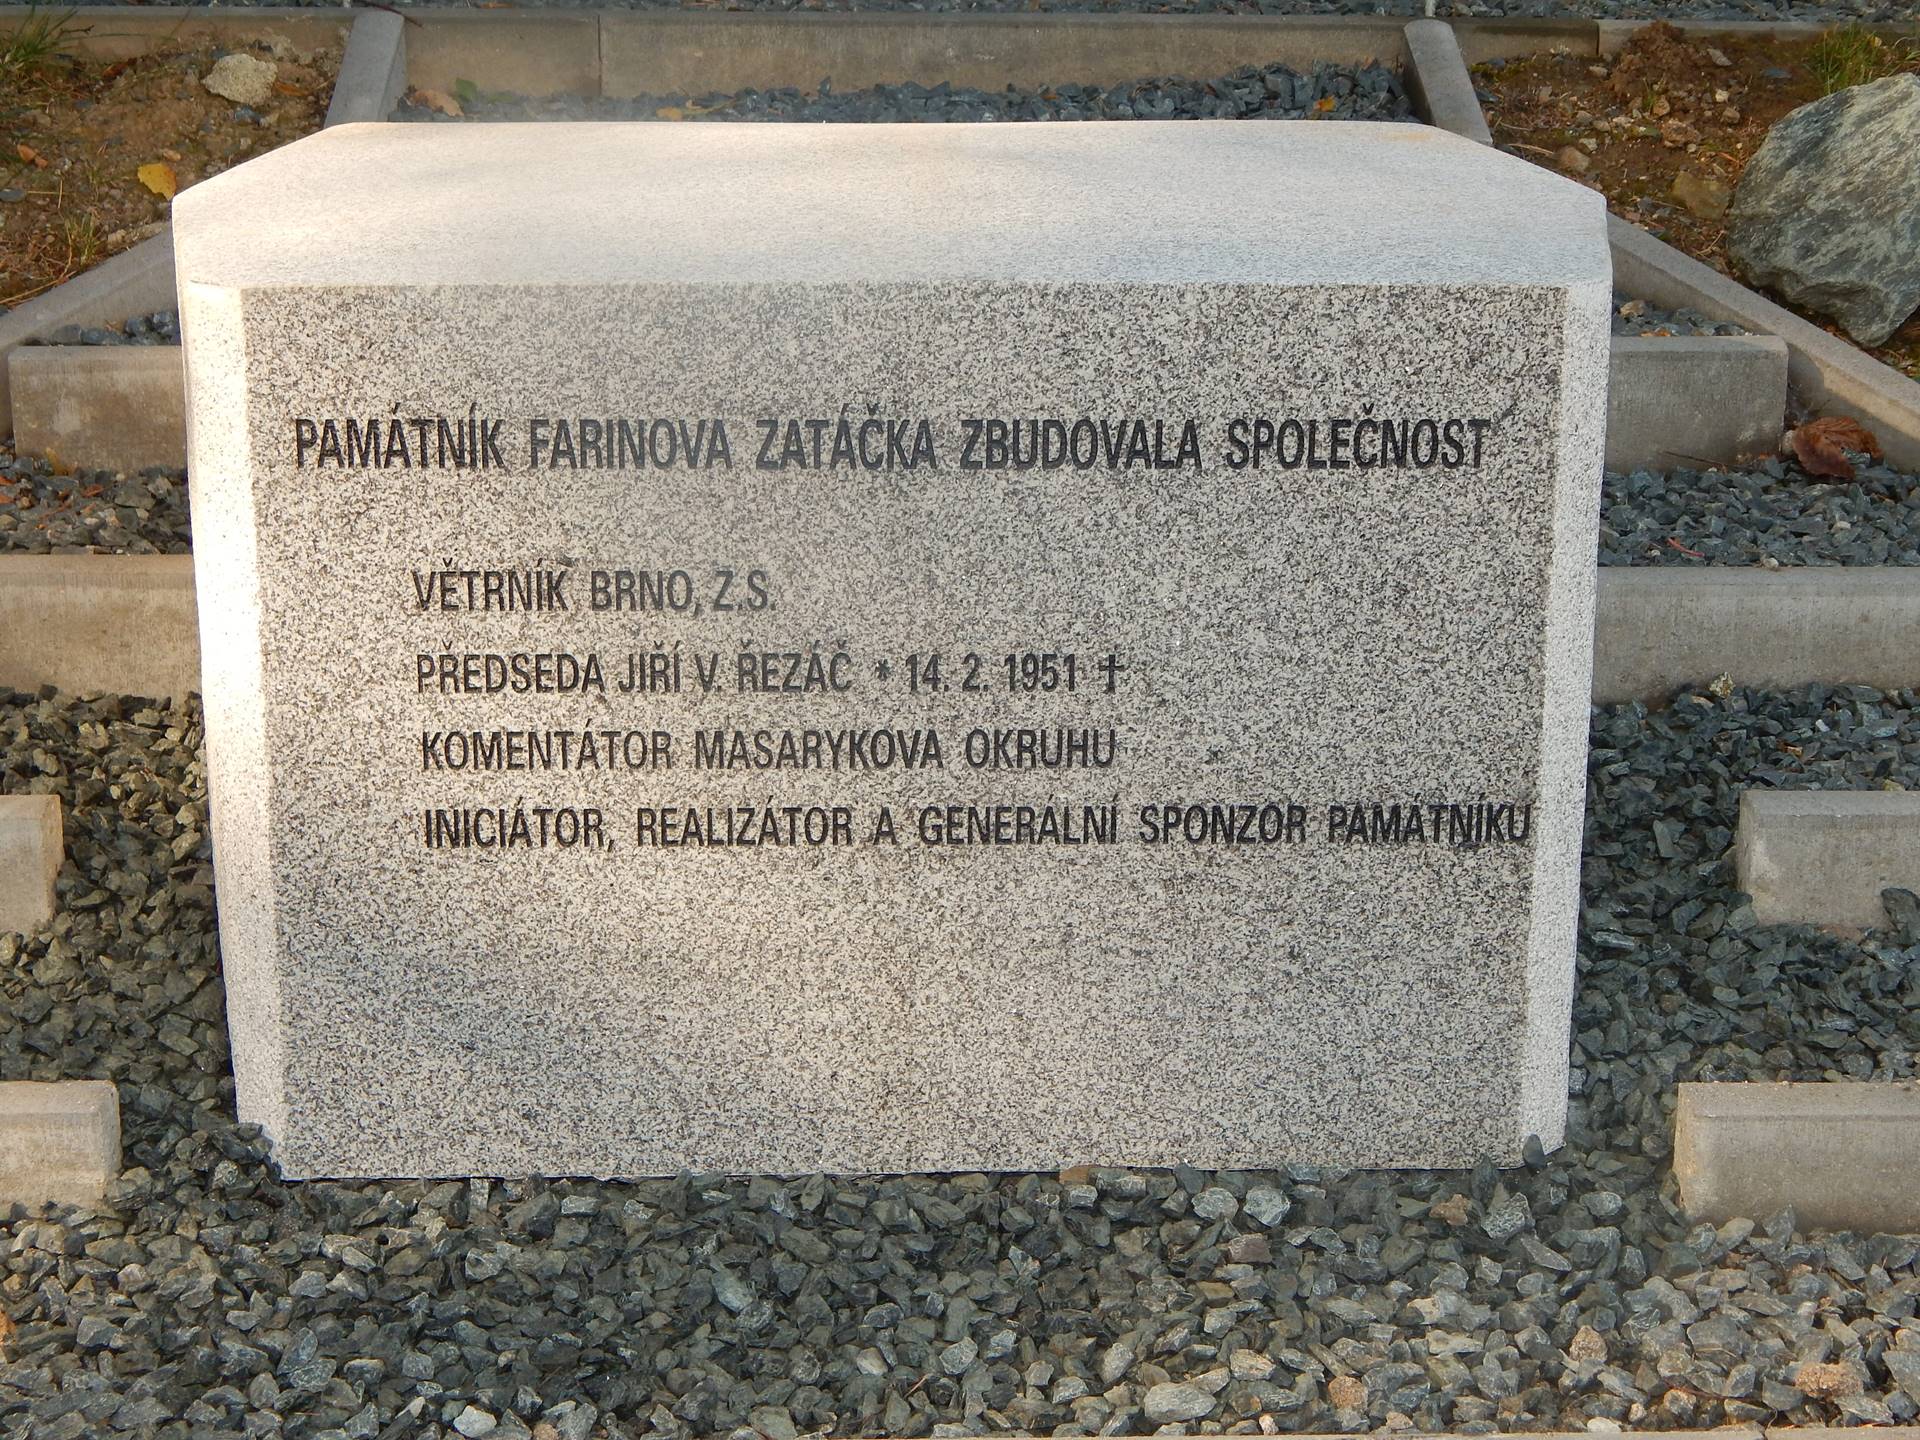 PAMÁTNÍK FARINOVA ZATÁČKA ZBUDOVALA SPOLEČNOST
VĚTRNÍK BRNO, Z.S.
PŘEDSEDA JIŘÍ V. ŘEZÁČ * 14. 2. 1951 ✝
KOMENTÁTOR MASARYKOVA OKRUHU
INICIÁTOR, REALIZÁTOR A GENERÁLNÍ SPONZOR PAMÁTNÍKU